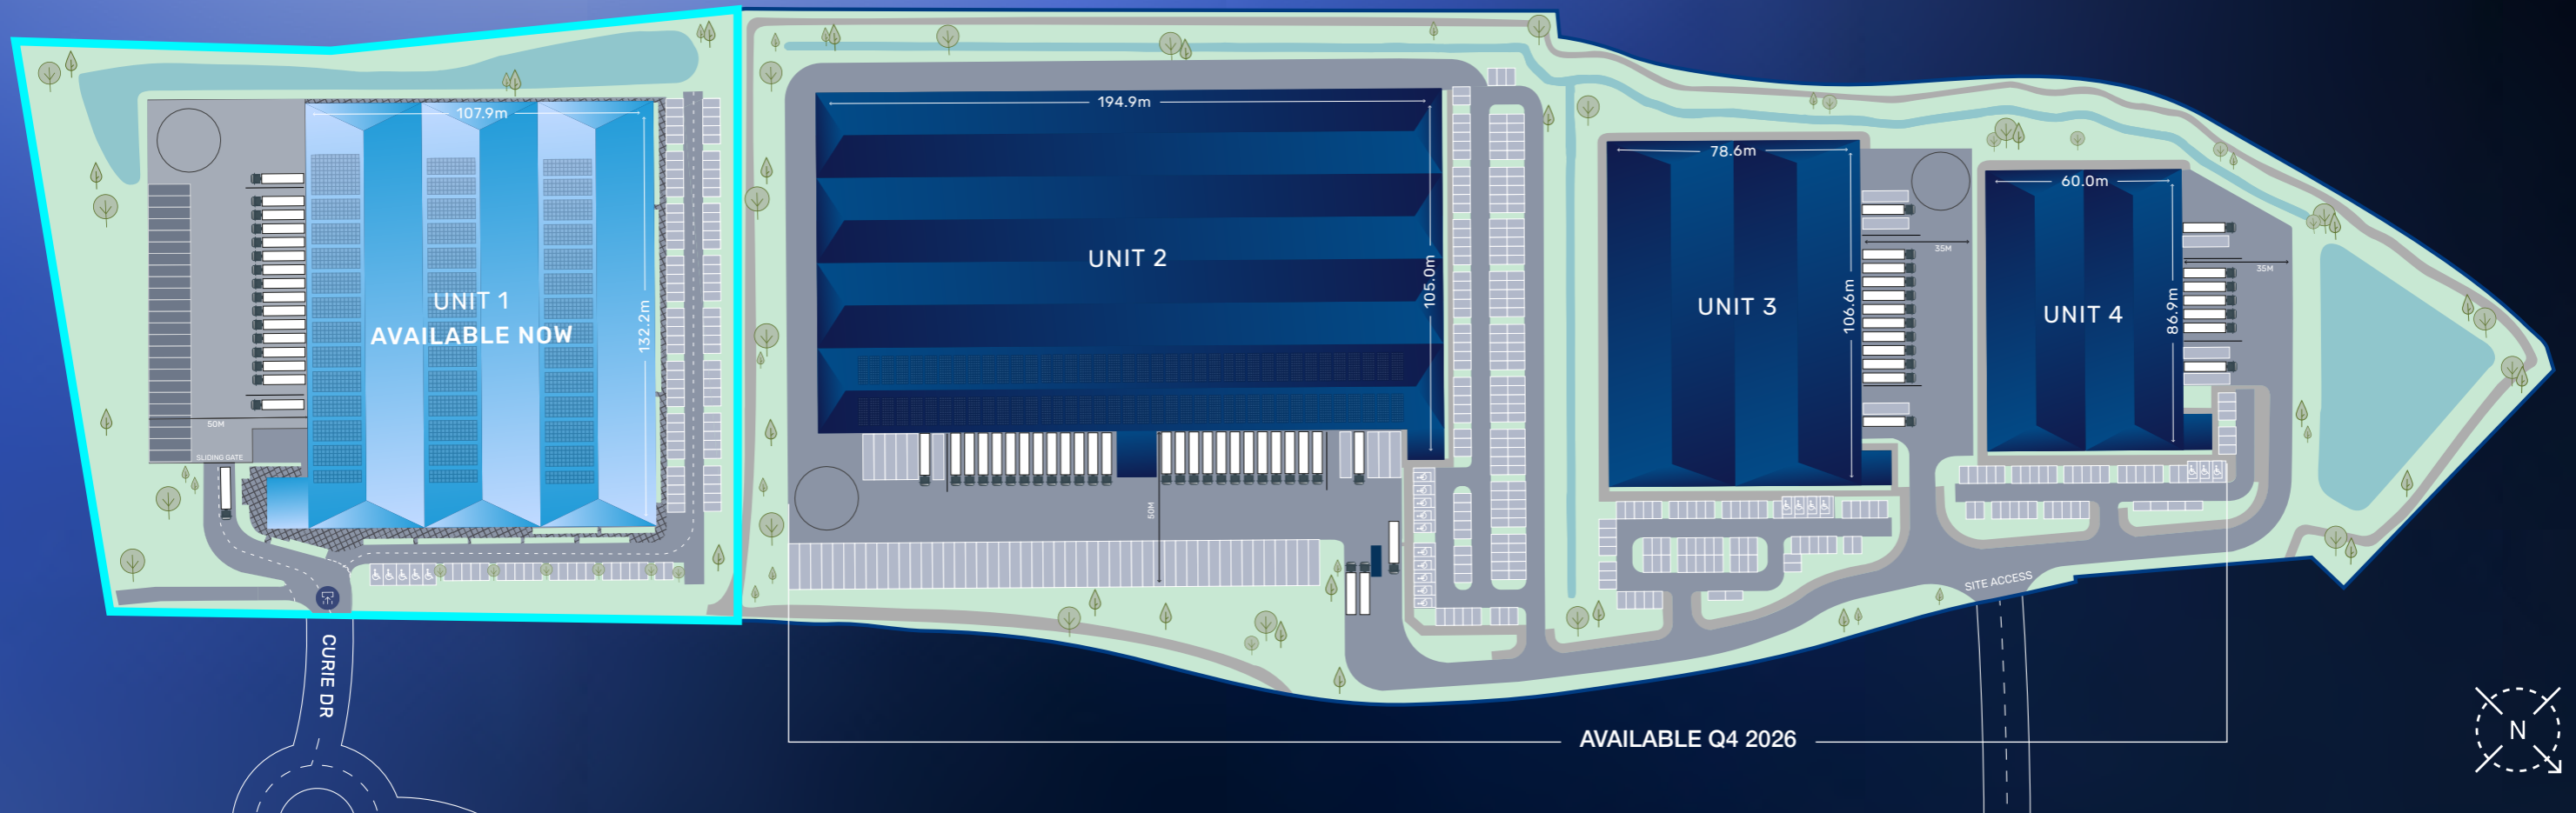 107.9m
UNIT 1
AVAILABLE NOW
132.2m
50M
SLIDING GATE
CURIE DR
194.9m
UNIT 2
105.0m
50M
78.6m
UNIT 3
106.6m
35M
60.0m
UNIT 4
86.9m
35M
SITE ACCESS
AVAILABLE Q4 2026
N